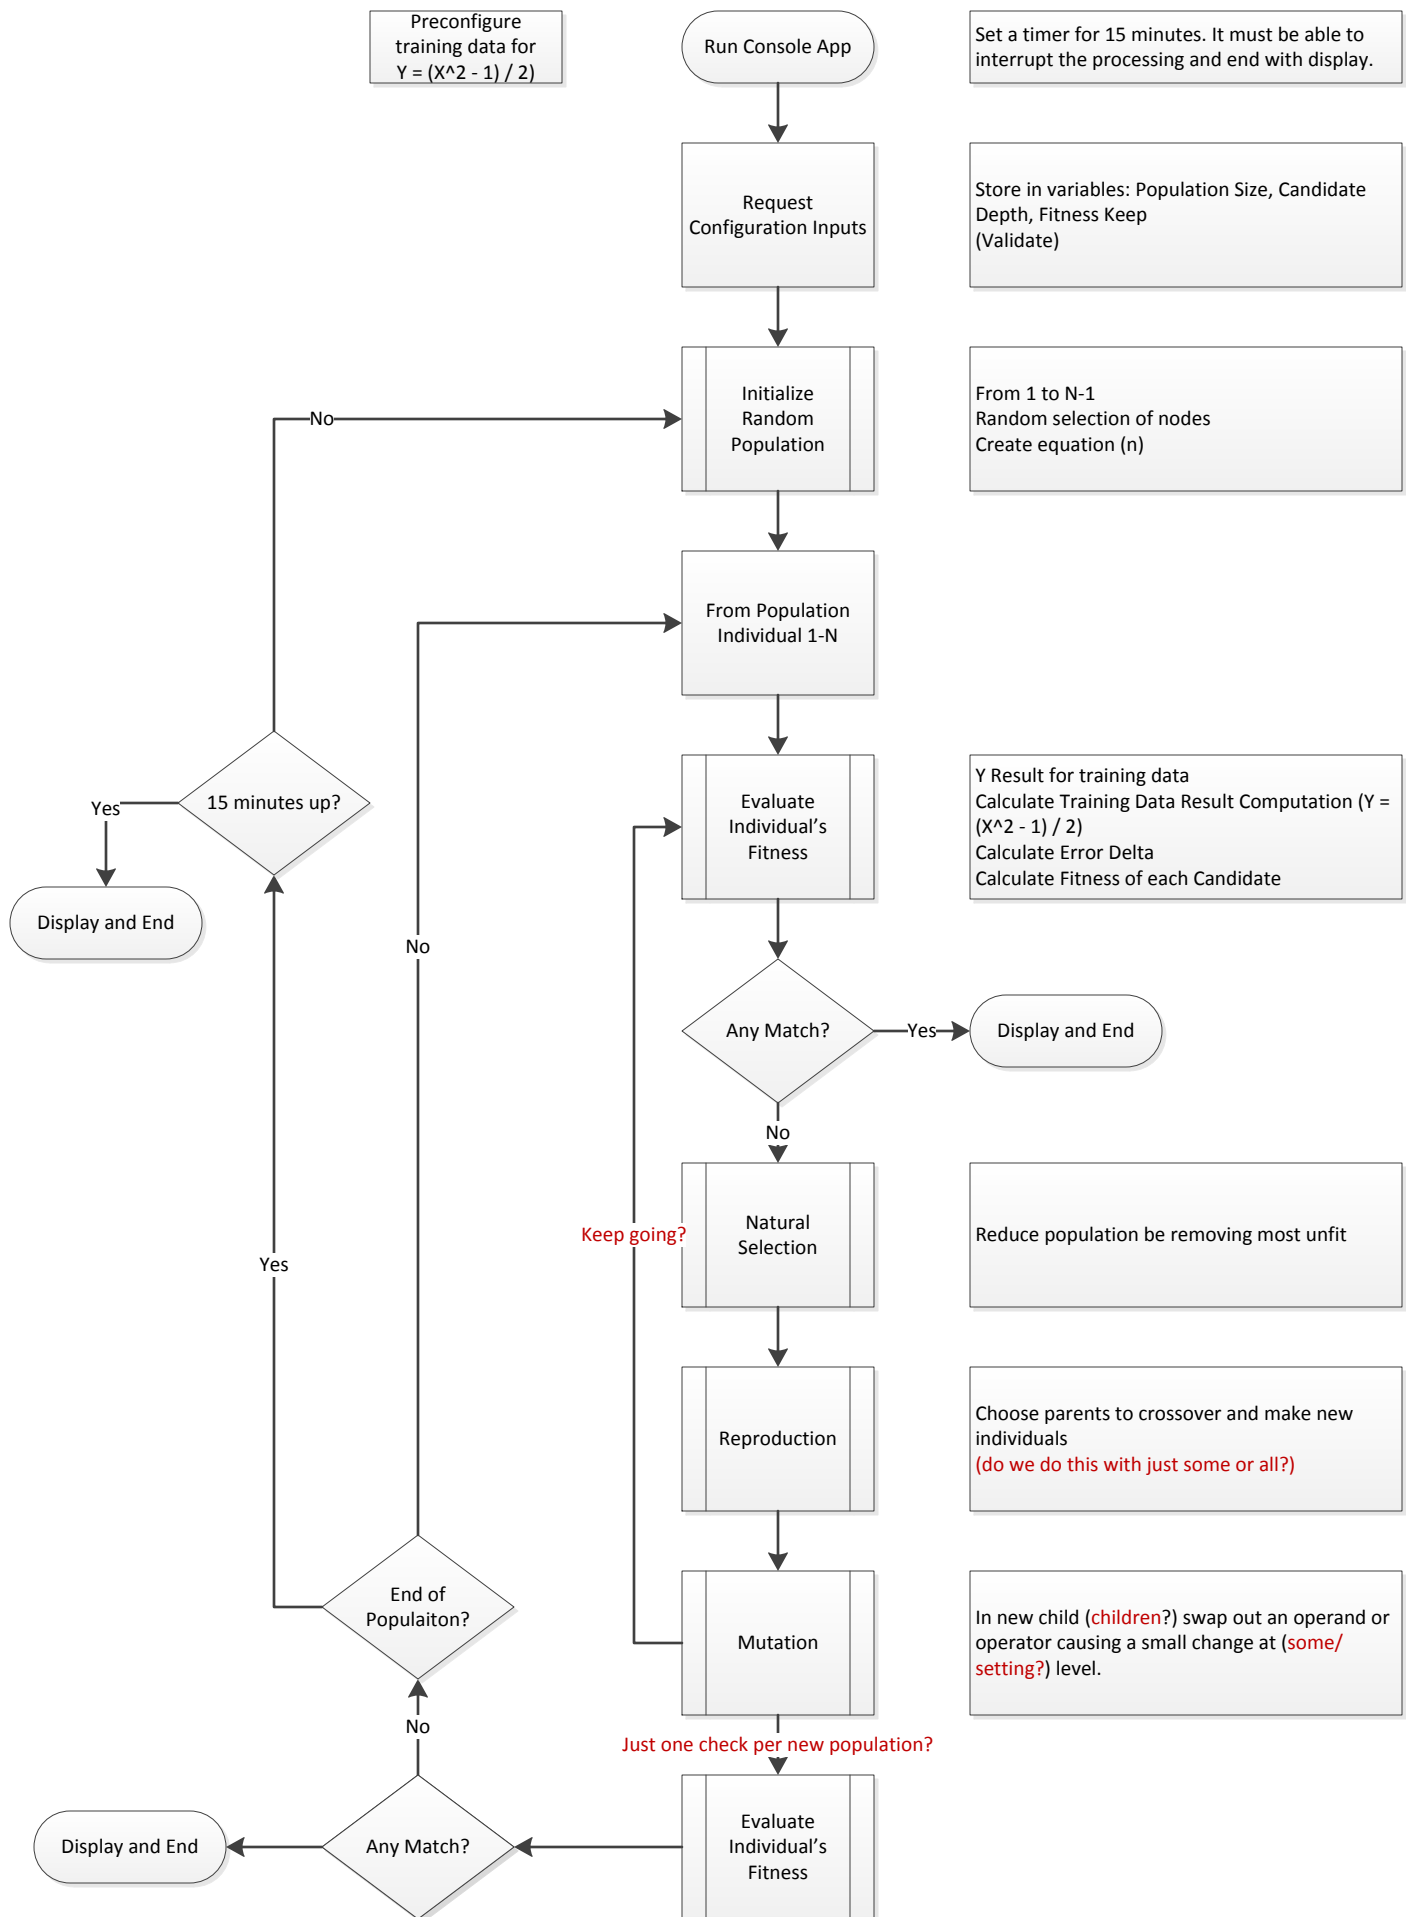 Preconfigure
training data for
Y = (X^2 - 1) / 2)
Run Console App
Set a timer for 15 minutes. It must be able to
interrupt the processing and end with display.
Request
Configuration Inputs
Store in variables: Population Size, Candidate
Depth, Fitness Keep
(Validate)
Initialize
Random
Population
From 1 to N-1
Random selection of nodes
Create equation (n)
No
From Population
Individual 1-N
15 minutes up?
Yes
Display and End
Evaluate
Individual’s
Fitness
Y Result for training data
Calculate Training Data Result Computation (Y =
(X^2 - 1) / 2)
Calculate Error Delta
Calculate Fitness of each Candidate
No
Any Match?
Yes
Display and End
No
Keep going?
Natural
Selection
Reduce population be removing most unfit
Yes
Reproduction
Choose parents to crossover and make new
individuals
(do we do this with just some or all?)
End of
Populaiton?
Mutation
In new child (children?) swap out an operand or
operator causing a small change at (some/
setting?) level.
No
Just one check per new population?
Display and End
Any Match?
Evaluate
Individual’s
Fitness